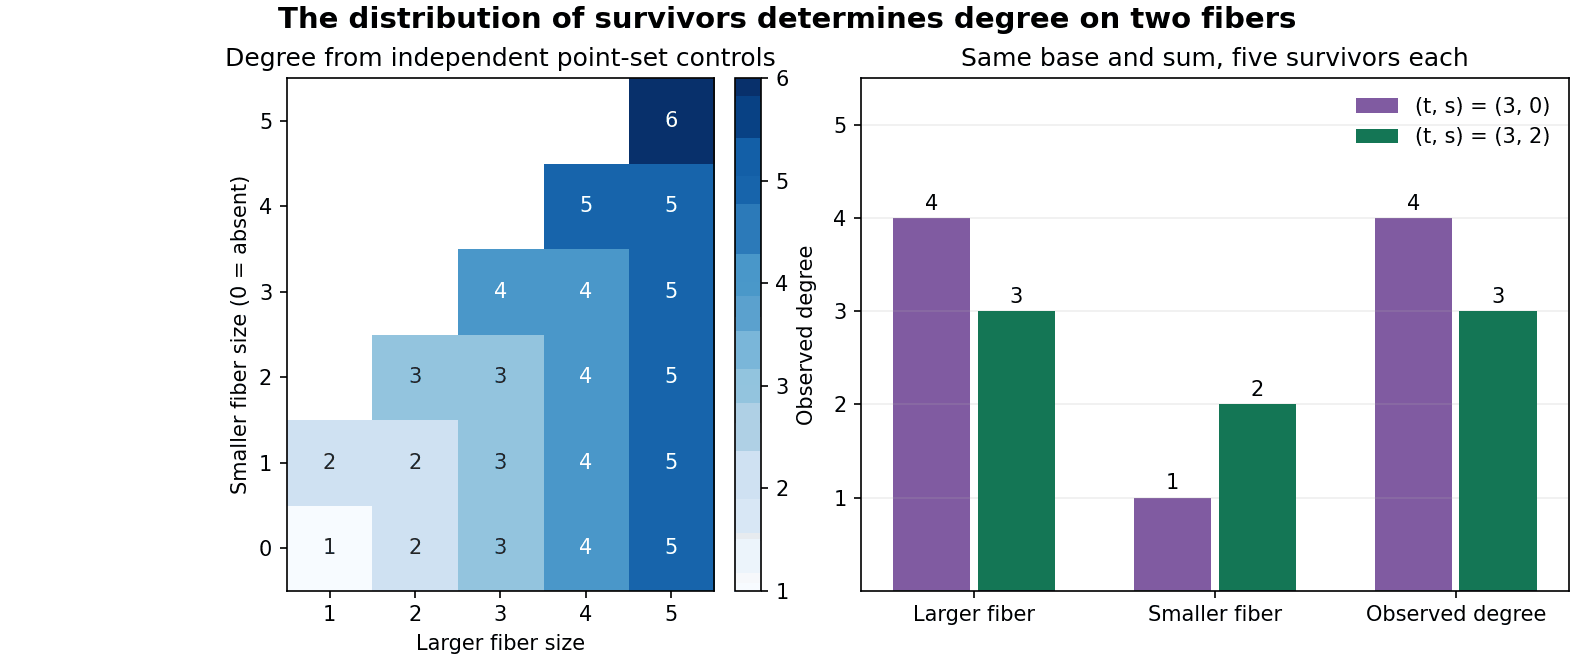 The distribution of survivors determines degree on two fibers
Degree from independent point-set controls
Smaller fiber size (0 = absent)
5
4
3
2
1
0
6
5 5
4 4 5
3 3 4 5
2 2 3 4 5
1 2 3 4 5
1 2 3 4 5
Larger fiber size
6
5
4
3
2
1
Observed degree
Same base and sum, five survivors each
(t, s) = (3, 0)
(t, s) = (3, 2)
5
4
3
2
1
4 3
1 2
4 3
Larger fiber Smaller fiber Observed degree